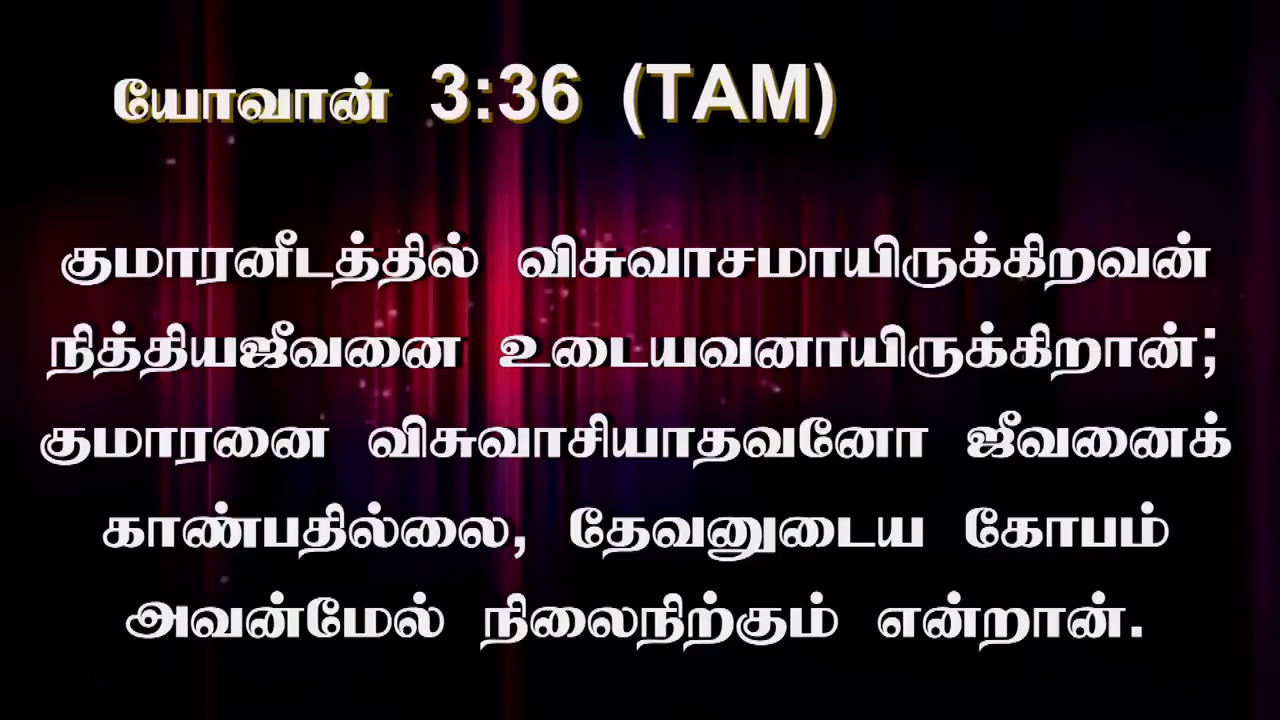 யோவான் 3:36 (TAM)
குமாரனீடத்தில் விசுவாசமாயிருக்கிறவன்
நித்தியஜீவனை உடையவனாயிருக்கிறான்;
குமாரனை விசுவாசியாதவனோ ஜீவனைக்
காண்பதில்லை, தேவனுடைய கோபம்
அவன்மேல் நிலைநிற்கும் என்றான்.